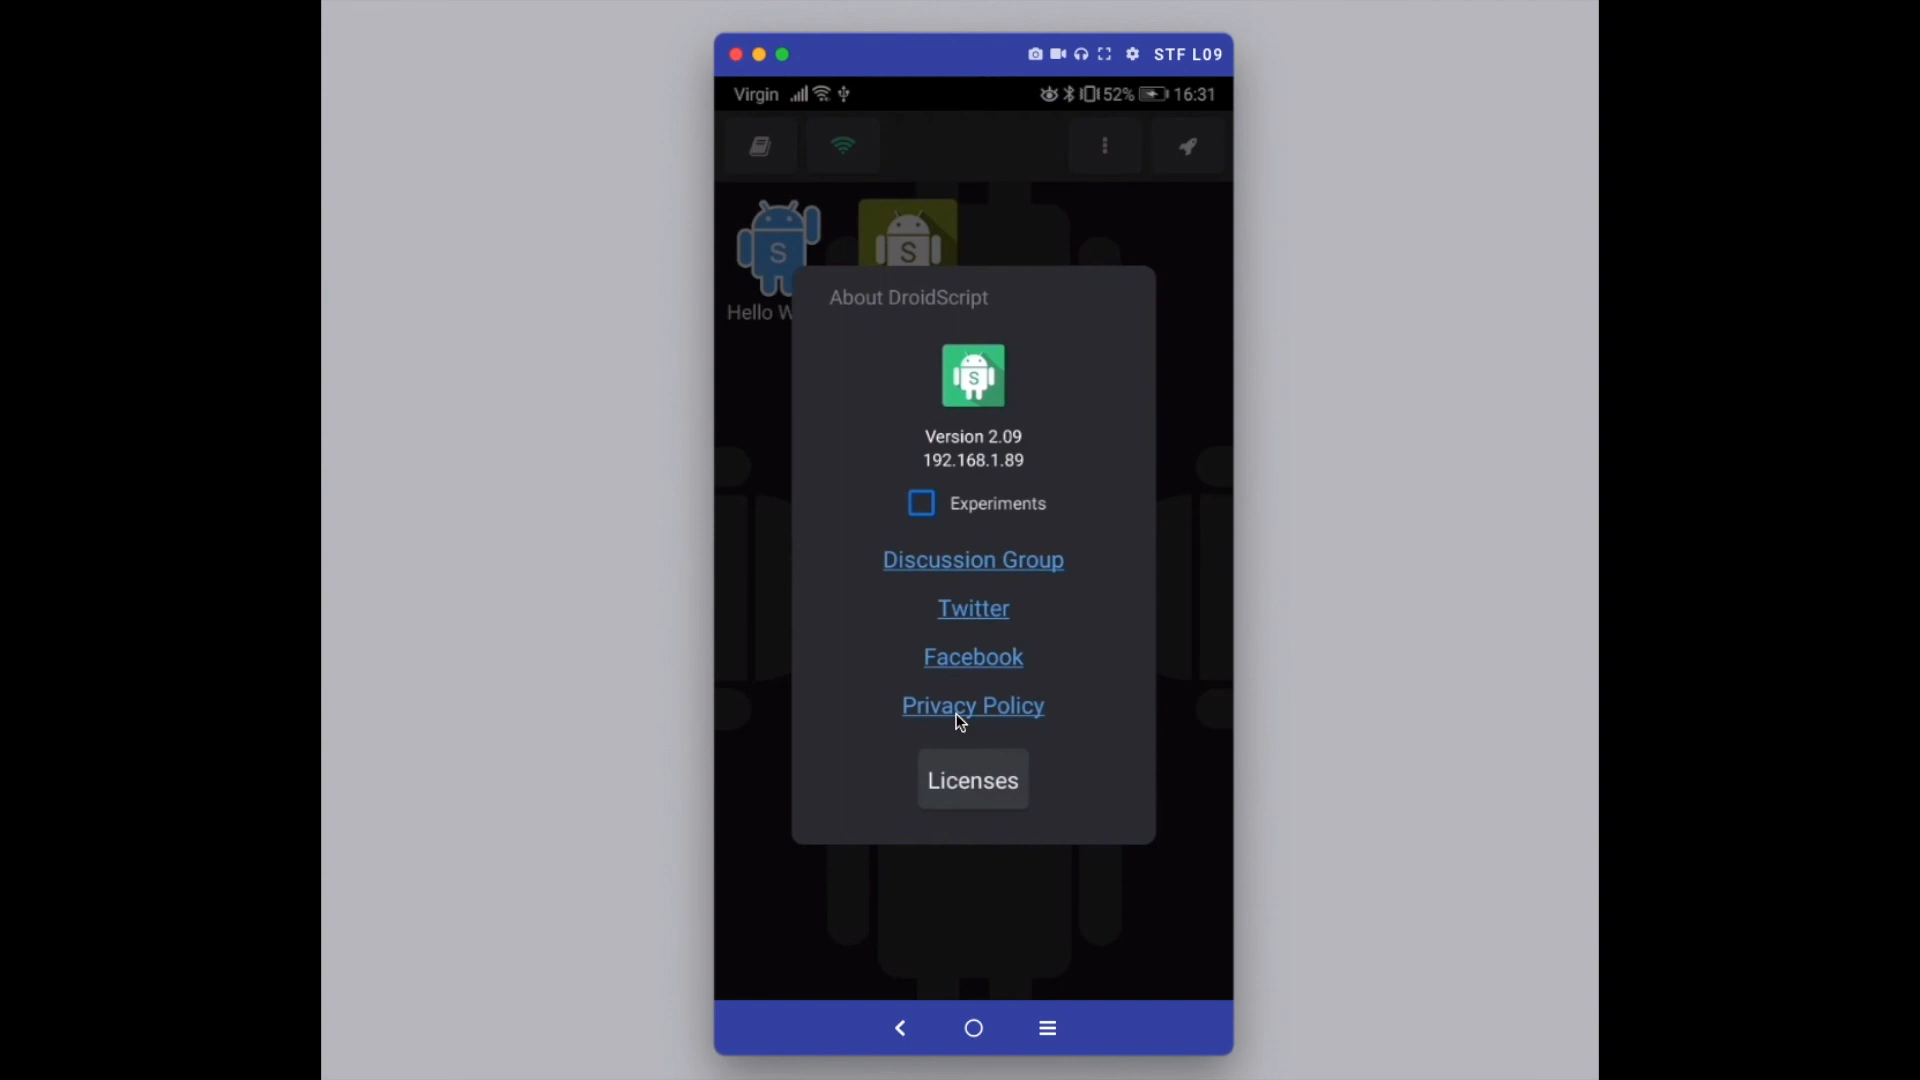 STF L09
Virgin 52% 16:31
S S
Hello W
About DroidScript
S
Version 2.09
192.168.1.89
Experiments
Discussion Group
Twitter
Facebook
Privacy Policy
Licenses